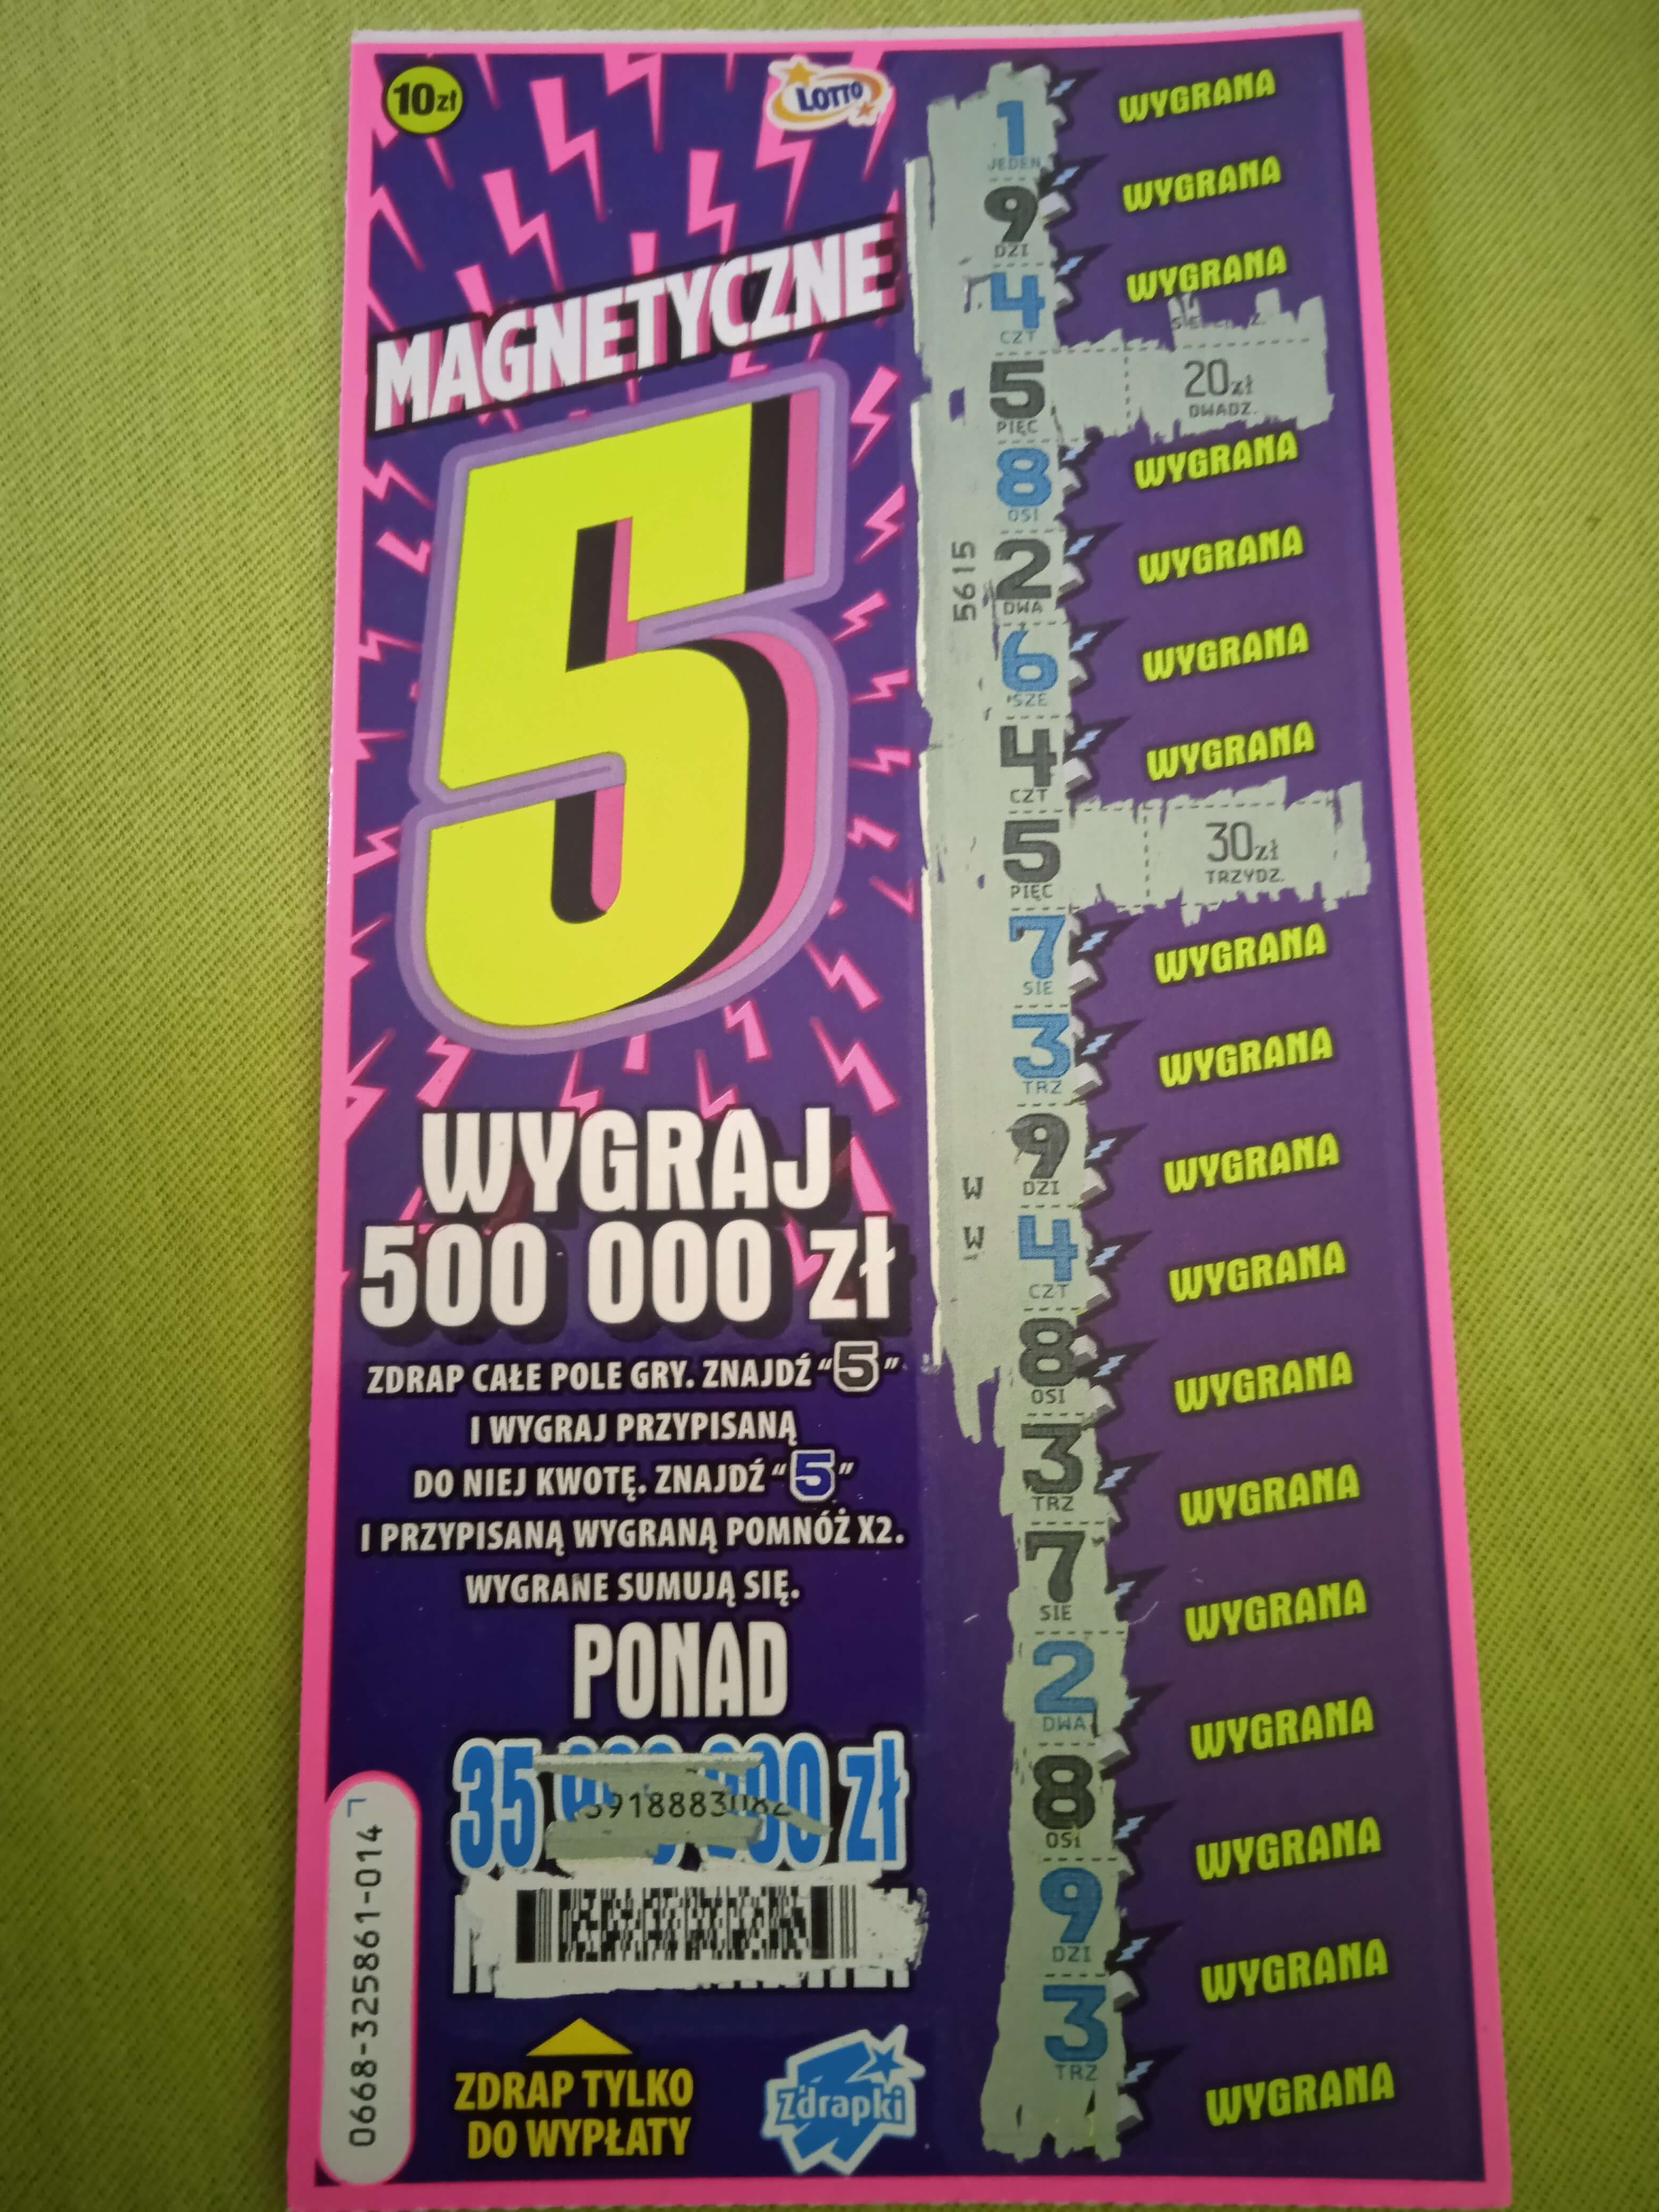 10zł
LOTTO
MAGNETYCZNE
5
WYGRAJ
500 000 zł
ZDRAP CAŁE POLE GRY. ZNAJDŹ “5”
I WYGRAJ PRZYPISANĄ
DO NIEJ KWOTĘ. ZNAJDŹ “5”
I PRZYPISANĄ WYGRANĄ POMNÓŻ X2.
WYGRANE SUMUJĄ SIĘ.
PONAD
35 zł
ZDRAP TYLKO
DO WYPŁATY
Zdrapki
0668-325861-014
5615
W
W
1 WYGRANA
JEDEN
9 WYGRANA
DZI
4 WYGRANA
CZT
5 20zł
PIĘC DWADZ.
8 WYGRANA
OSI
2 WYGRANA
DWA
6 WYGRANA
SZE
4 WYGRANA
CZT
5 30zł
PIĘC TRZYDZ.
7 WYGRANA
SIE
3 WYGRANA
TRZ
9 WYGRANA
DZI
4 WYGRANA
CZT
8 WYGRANA
OSI
3 WYGRANA
TRZ
7 WYGRANA
SIE
2 WYGRANA
DWA
8 WYGRANA
OSI
9 WYGRANA
DZI
3 WYGRANA
TRZ